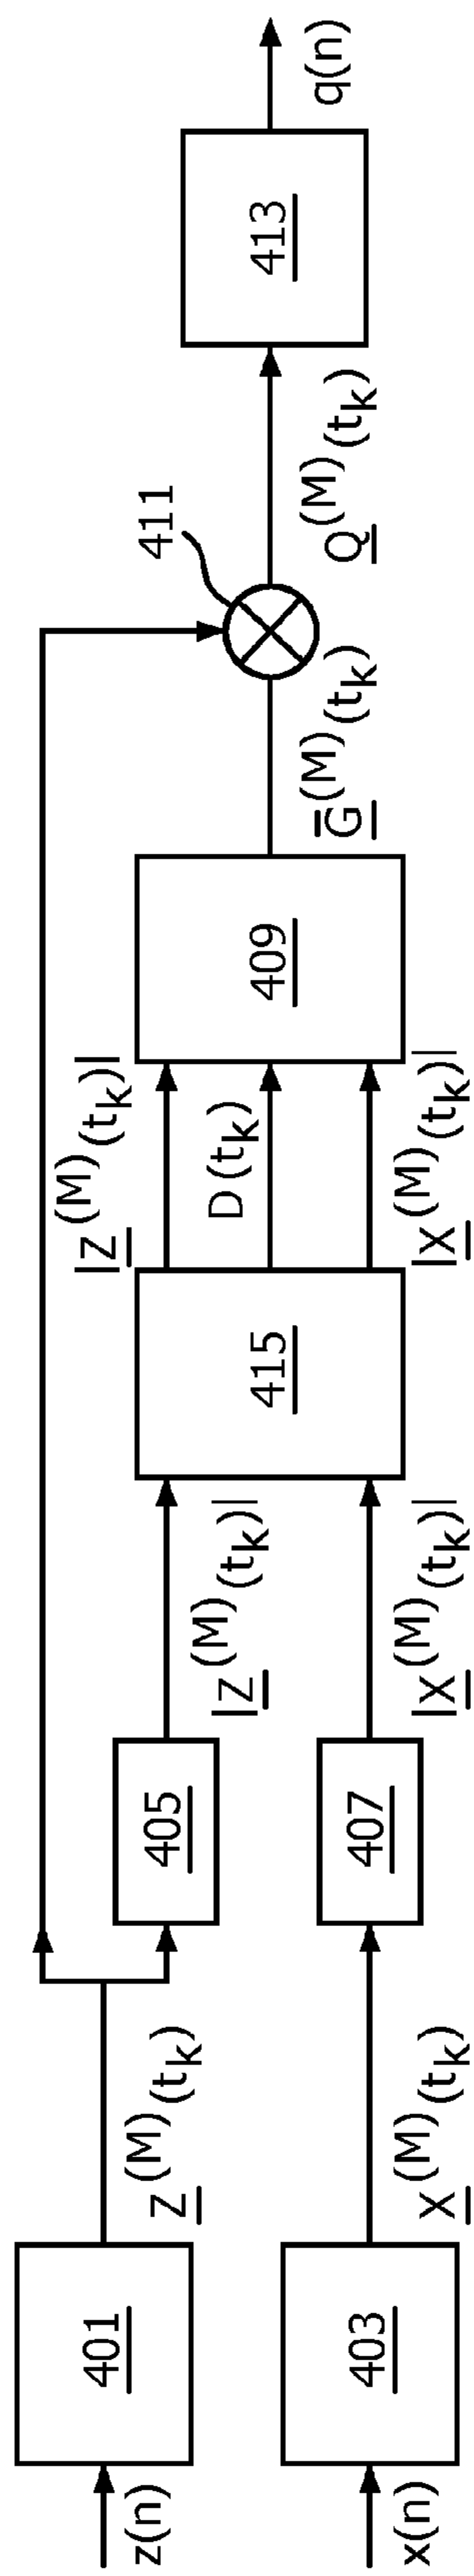 z(n)
401
Z(M)(tk)
405
|Z(M)(tk)|
415
|Z(M)(tk)|
D(tk)
|X(M)(tk)|
409
Ḡ(M)(tk)
411
Q(M)(tk)
413
q(n)
x(n)
403
X(M)(tk)
407
|X(M)(tk)|